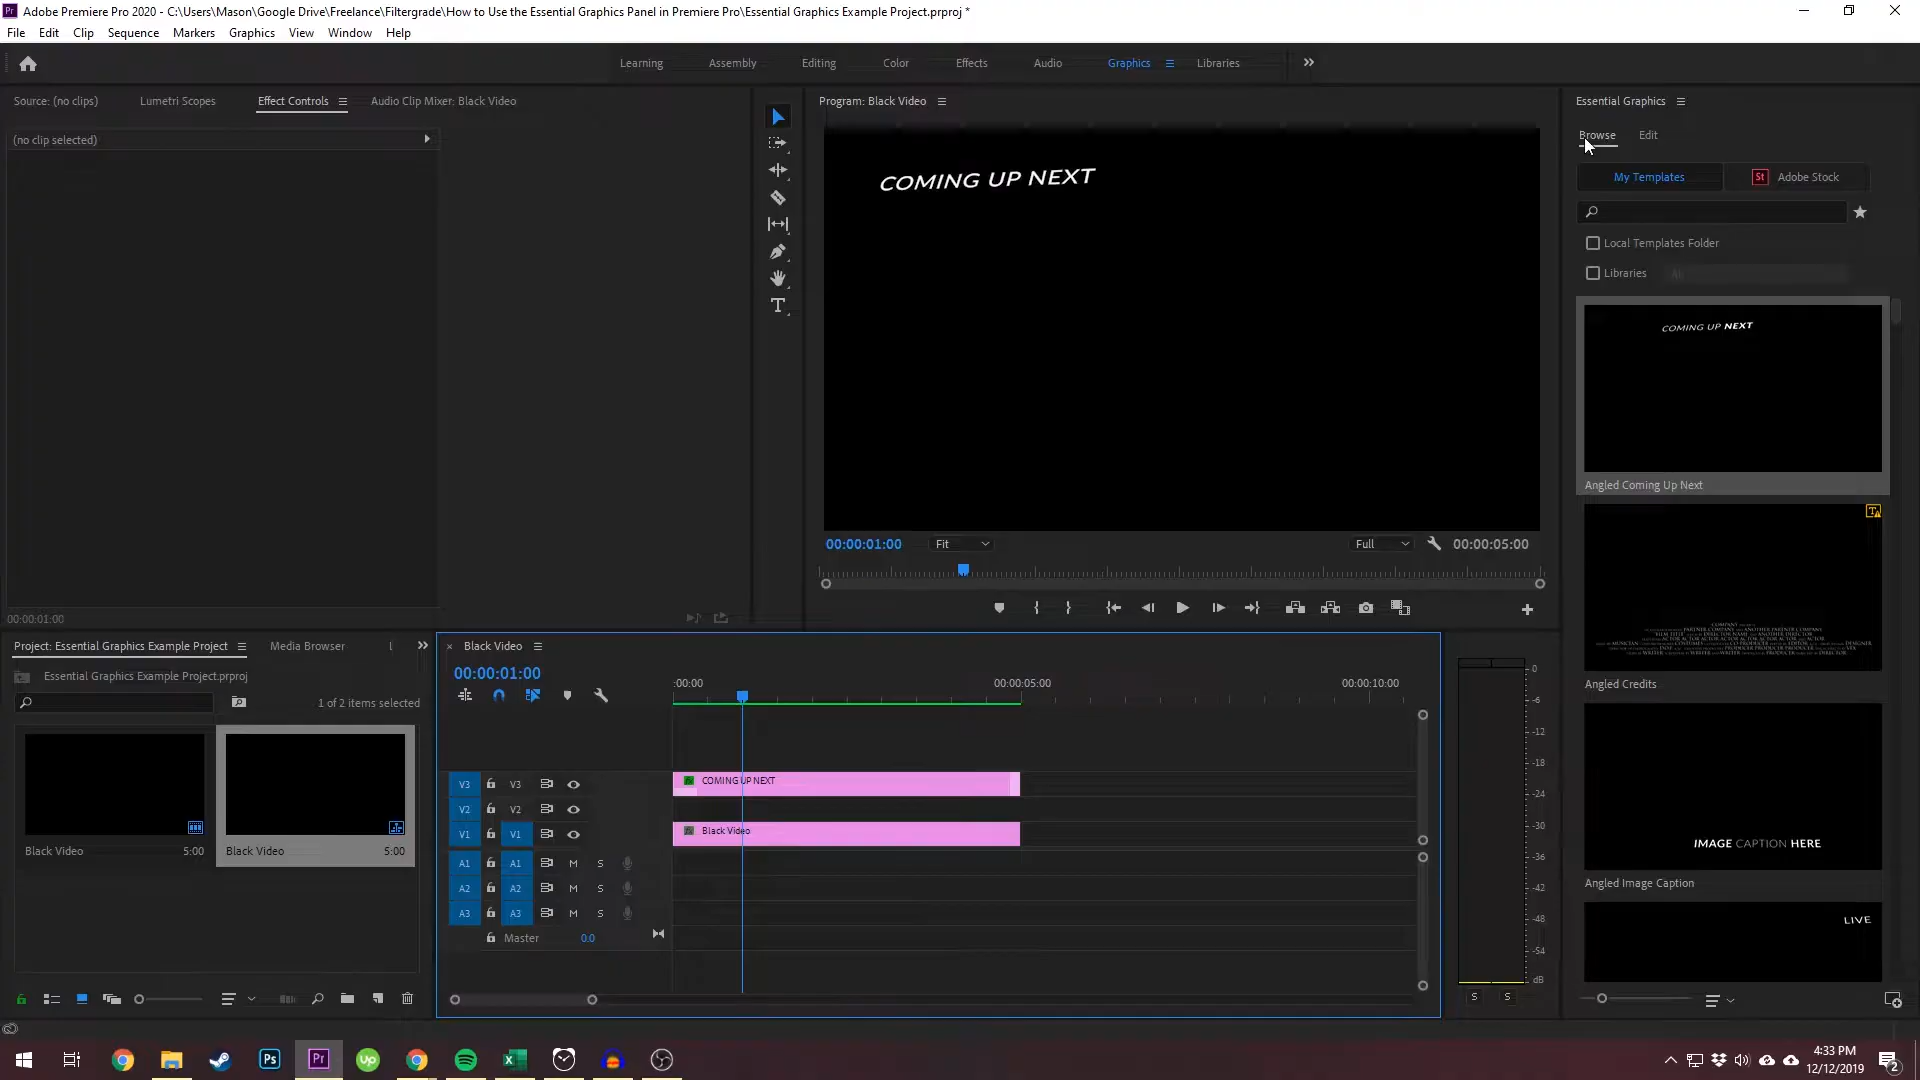 Adobe Premiere Pro 2020 - C:\Users\Mason\Google Drive\Freelance\Filtergrade\How to Use the Essential Graphics Panel in Premiere Pro\Essential Graphics Example Project.prproj *
File Edit Clip Sequence Markers Graphics View Window Help
Learning Assembly Editing Color Effects Audio Graphics Libraries
Source: (no clips) Lumetri Scopes Effect Controls Audio Clip Mixer: Black Video
(no clip selected)
00:00:01:00
Program: Black Video
COMING UP NEXT
00:00:01:00 Fit Full 00:00:05:00
Essential Graphics
Browse Edit
My Templates St Adobe Stock
Local Templates Folder
Libraries All
COMING UP NEXT
Angled Coming Up Next
Angled Credits
IMAGE CAPTION HERE
Angled Image Caption
LIVE
Project: Essential Graphics Example Project Media Browser
Essential Graphics Example Project.prproj
1 of 2 items selected
Black Video 5:00
Black Video 5:00
Black Video
00:00:01:00
:00:00 00:00:05:00 00:00:10:00
V3 V3 COMING UP NEXT
V2 V2
V1 V1 Black Video
A1 A1 M S
A2 A2 M S
A3 A3 M S
Master 0.0
0
-6
-12
-18
-24
-30
-36
-42
-48
-54
dB
S S
Ps Pr Up
4:33 PM
12/12/2019
2